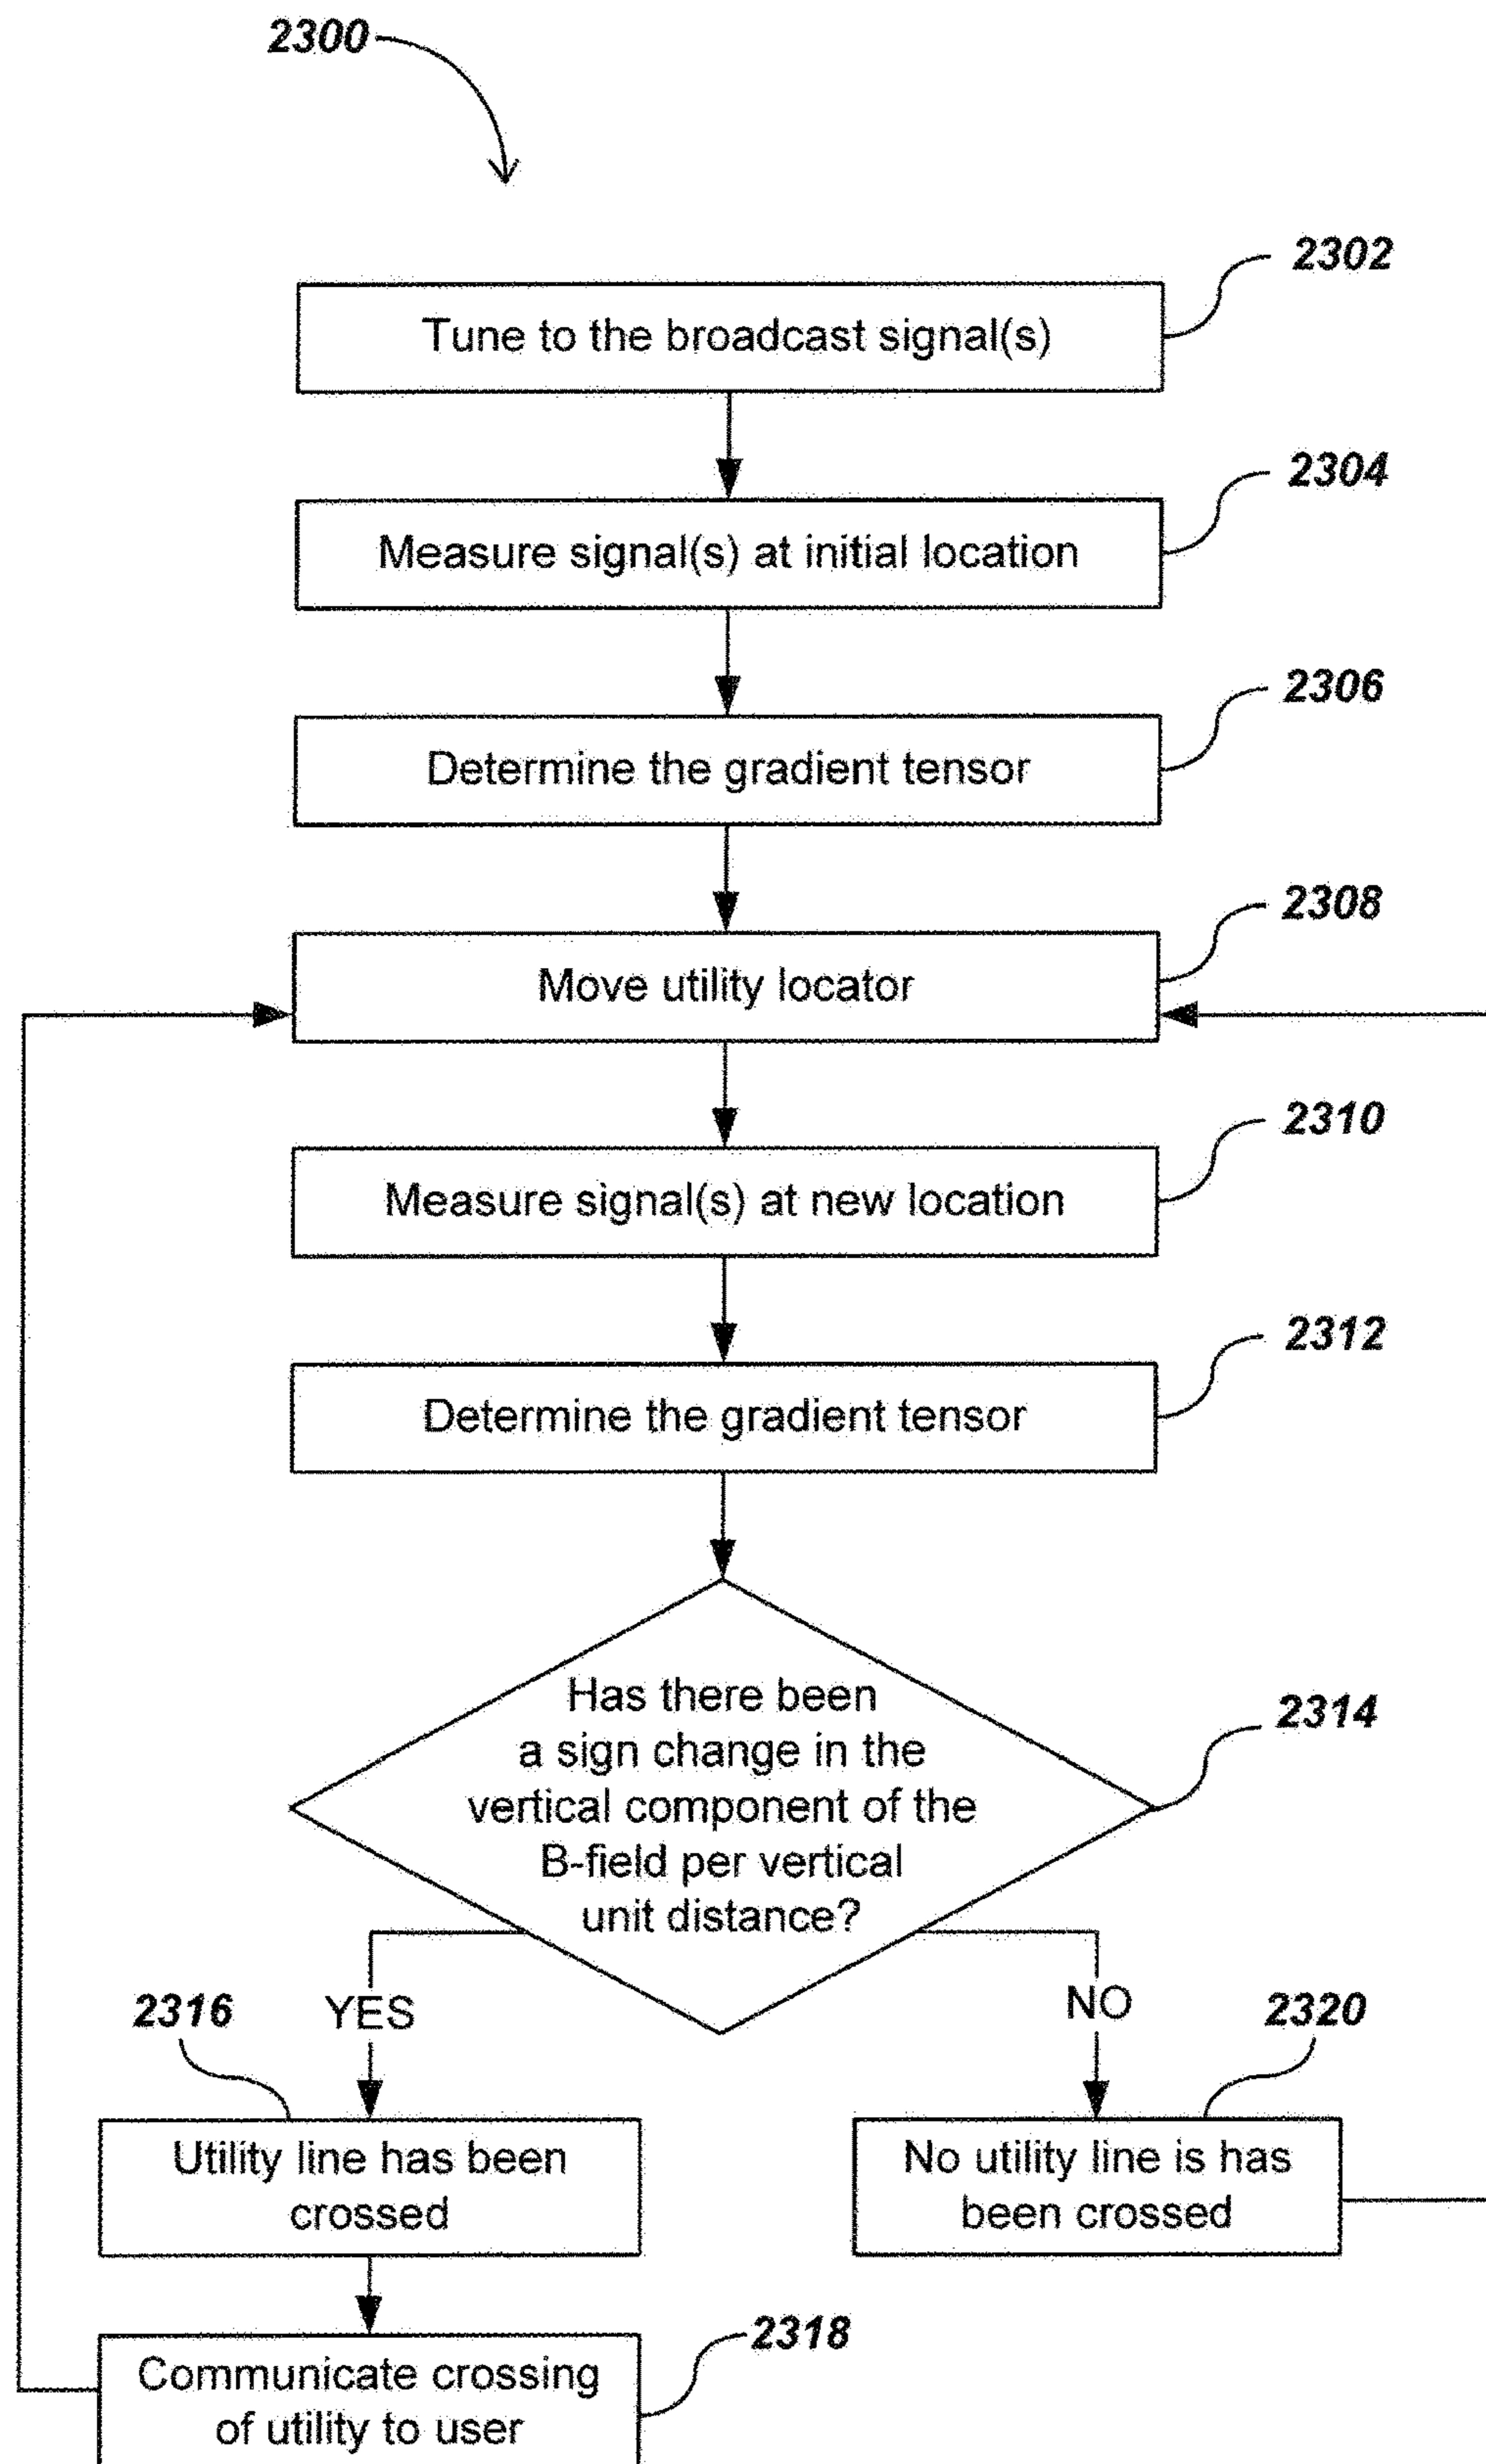 2300
2302
Tune to the broadcast signal(s)
2304
Measure signal(s) at initial location
2306
Determine the gradient tensor
2308
Move utility locator
2310
Measure signal(s) at new location
2312
Determine the gradient tensor
2314
Has there been
a sign change in the
vertical component of the
B-field per vertical
unit distance?
2316
YES
NO
2320
Utility line has been
crossed
No utility line is has
been crossed
2318
Communicate crossing
of utility to user